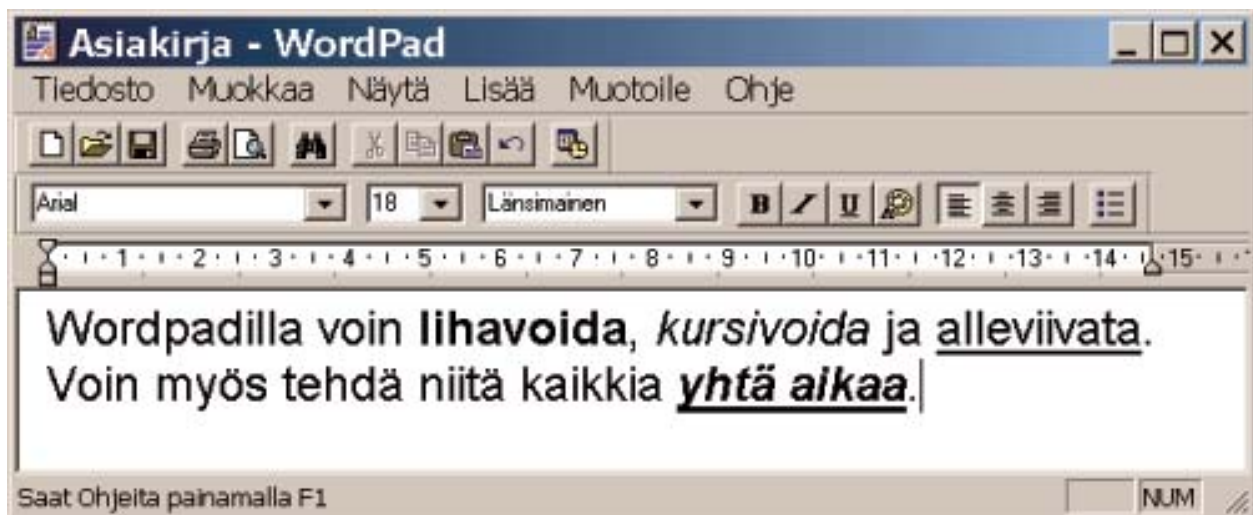 Asiakirja - WordPad
Tiedosto Muokkaa Näytä Lisää Muotoile Ohje
Arial 18 Länsimainen B I U
1 2 3 4 5 6 7 8 9 10 11 12 13 14 15
Wordpadilla voin lihavoida, kursivoida ja alleviivata.
Voin myös tehdä niitä kaikkia yhtä aikaa.
Saat Ohjeita painamalla F1 NUM